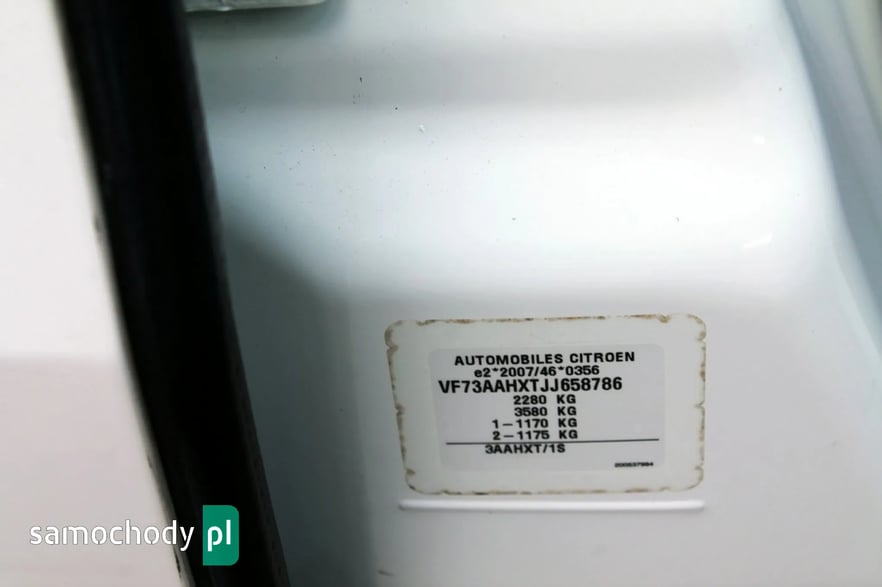 AUTOMOBILES CITROEN
e2*2007/46*0356
VF73AAHXTJJ658786
2280 KG
3580 KG
1-1170 KG
2-1175 KG
3AAHXT/1S
200537984
samochody pl